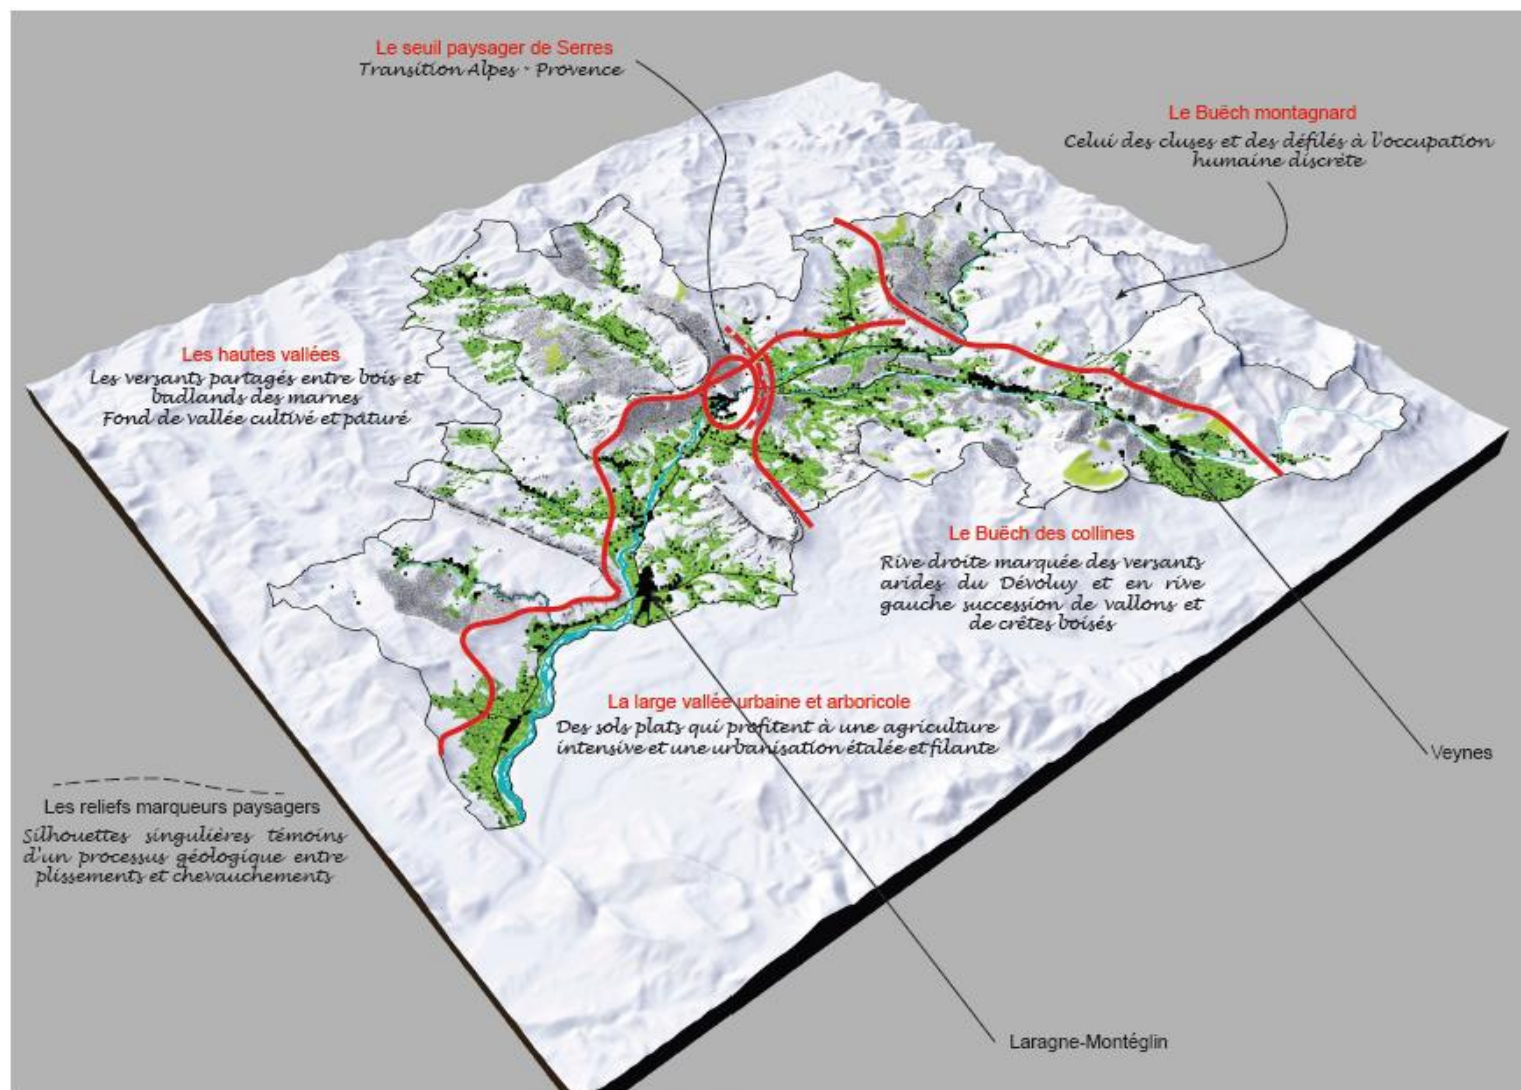 Le seuil paysager de Serres
Transition Alpes - Provence
Le Buëch montagnard
Celui des cluses et des défilés à l'occupation
humaine discrète
Les hautes vallées
Les versants partagés entre bois et
badlands des marnes
Fond de vallée cultivé et pâturé
Le Buëch des collines
Rive droite marquée des versants
arides du Dévoluy et en rive
gauche succession de vallons et
de crêtes boisés
La large vallée urbaine et arboricole
Des sols plats qui profitent à une agriculture
intensive et une urbanisation étalée et filante
Veynes
Les reliefs marqueurs paysagers
Silhouettes singulières témoins
d'un processus géologique entre
plissements et chevauchements
Laragne-Montéglin